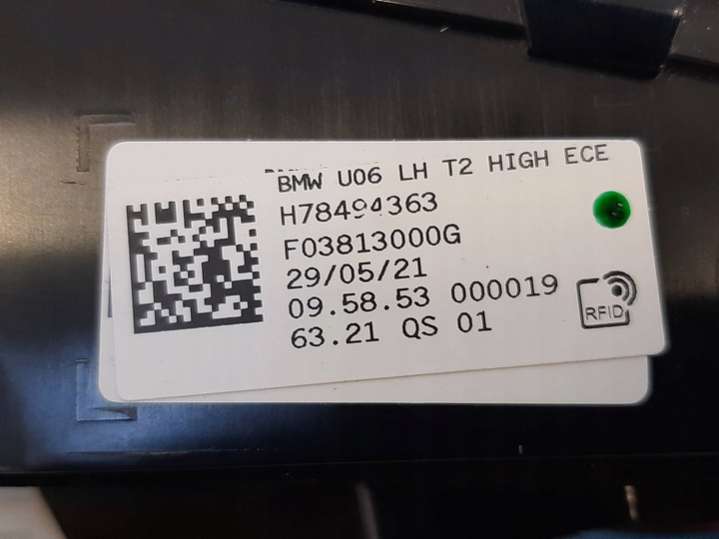 BMW U06 LH T2 HIGH ECE
H78494363
F03813000G
29/05/21
09.58.53 000019
63.21 QS 01
RFID